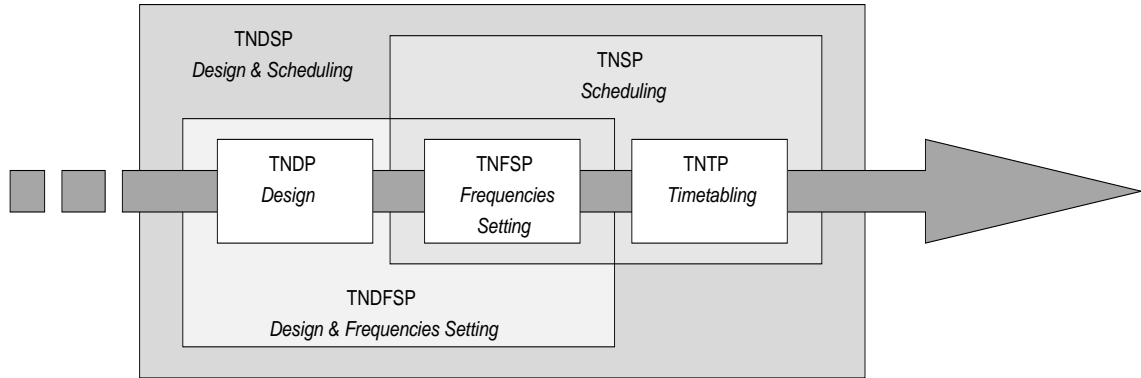 TNDSP
Design & Scheduling
TNSP
Scheduling
TNDP
Design
TNFSP
Frequencies
Setting
TNTP
Timetabling
TNDFSP
Design & Frequencies Setting